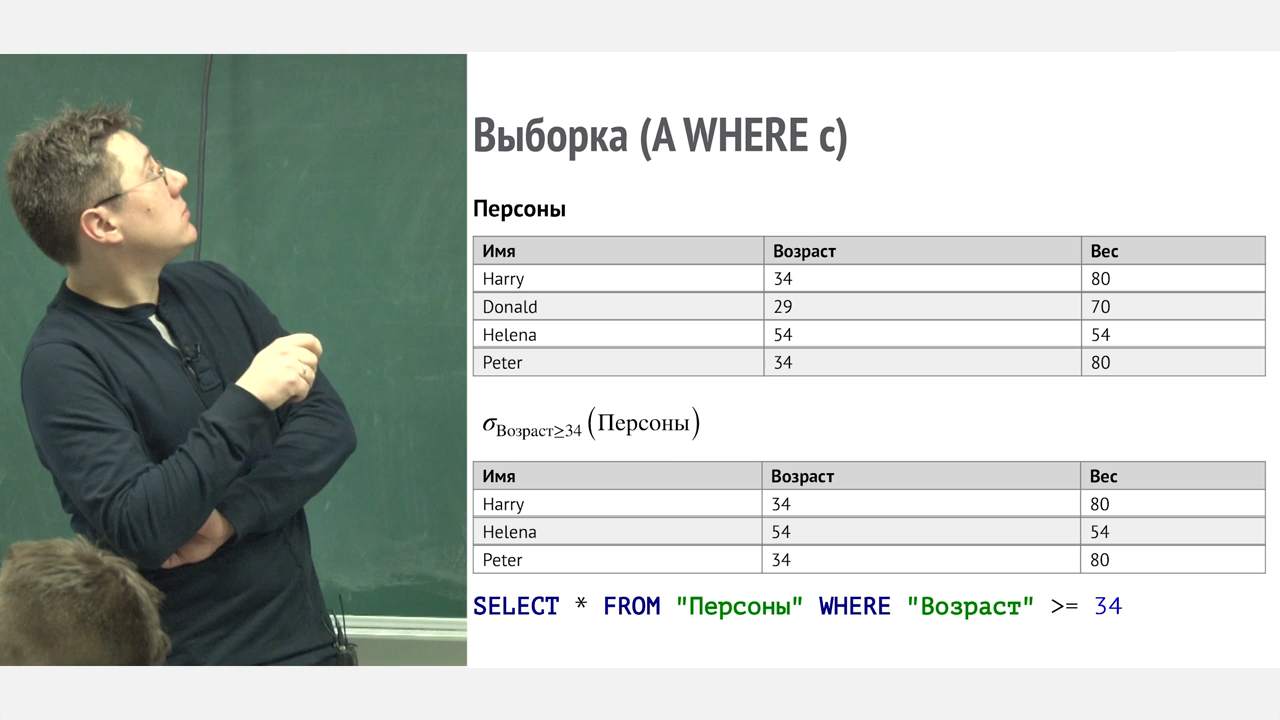 Выборка (A WHERE c)
Персоны
Имя Возраст Вес
Harry 34 80
Donald 29 70
Helena 54 54
Peter 34 80
σ Возраст≥34 (Персоны)
Имя Возраст Вес
Harry 34 80
Helena 54 54
Peter 34 80
SELECT * FROM "Персоны" WHERE "Возраст" >= 34